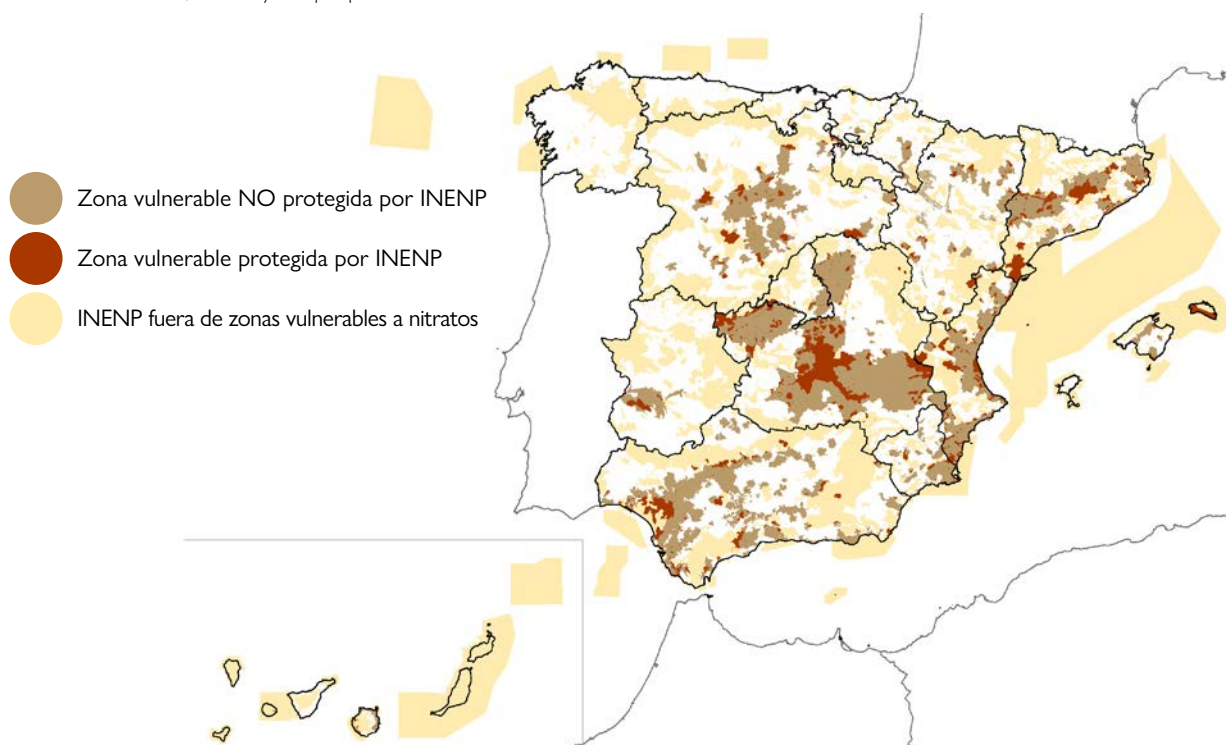 Zona vulnerable NO protegida por INENP
Zona vulnerable protegida por INENP
INENP fuera de zonas vulnerables a nitratos